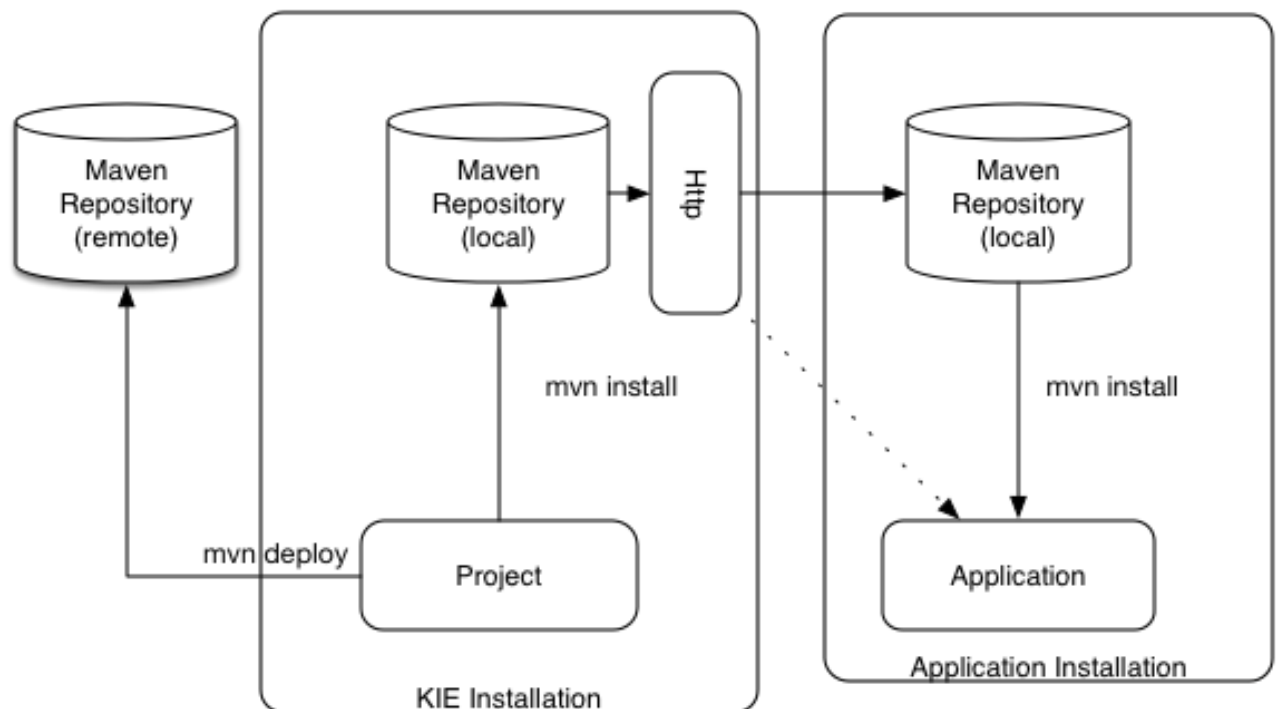 Maven
Repository
(remote)
Maven
Repository
(local)
Http
Maven
Repository
(local)
mvn install
mvn install
mvn deploy
Project
Application
KIE Installation
Application Installation